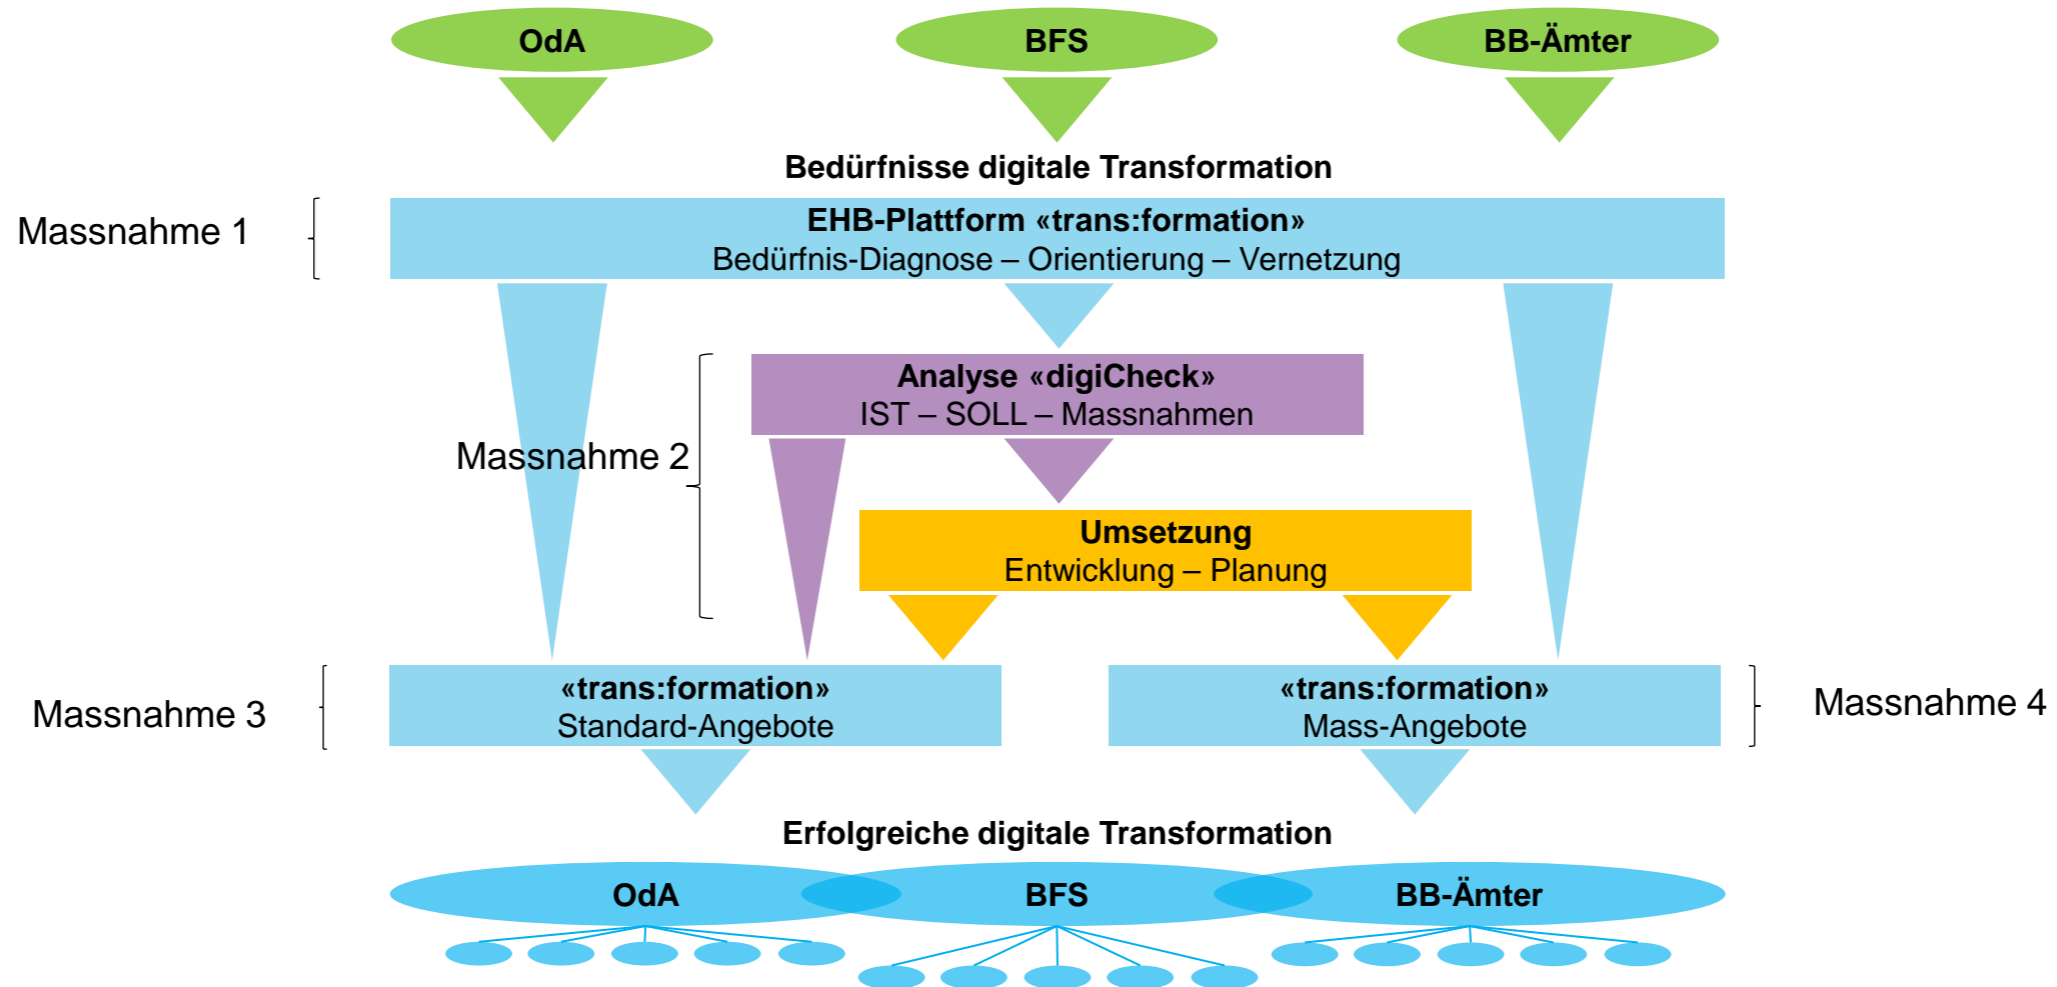 OdA
BFS
BB-Ämter
Bedürfnisse digitale Transformation
Massnahme 1
EHB-Plattform «trans:formation»
Bedürfnis-Diagnose – Orientierung – Vernetzung
Analyse «digiCheck»
IST – SOLL – Massnahmen
Massnahme 2
Umsetzung
Entwicklung – Planung
Massnahme 3
«trans:formation»
Standard-Angebote
«trans:formation»
Mass-Angebote
Massnahme 4
Erfolgreiche digitale Transformation
OdA
BFS
BB-Ämter